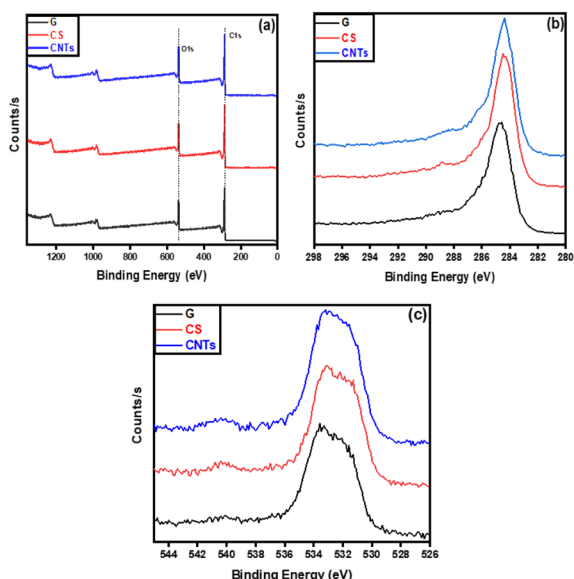 G
CS
CNTs
(a)
O1s
C1s
Counts/s
1200 1000 800 600 400 200 0
Binding Energy (eV)
G
CS
CNTs
(b)
Counts/s
298 296 294 292 290 288 286 284 282 280
Binding Energy (eV)
G
CS
CNTs
(c)
Counts/s
544 542 540 538 536 534 532 530 528 526
Binding Energy (eV)